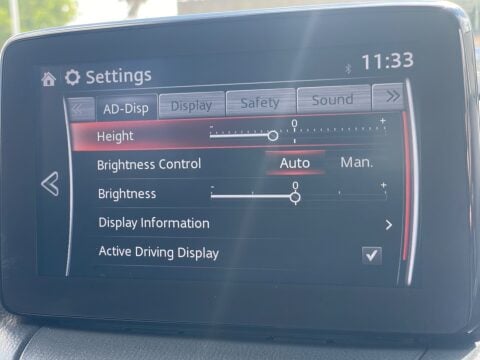 Settings
11:33
AD-Disp Display Safety Sound
Height - 0 +
Brightness Control Auto Man.
Brightness - 0 +
Display Information
Active Driving Display